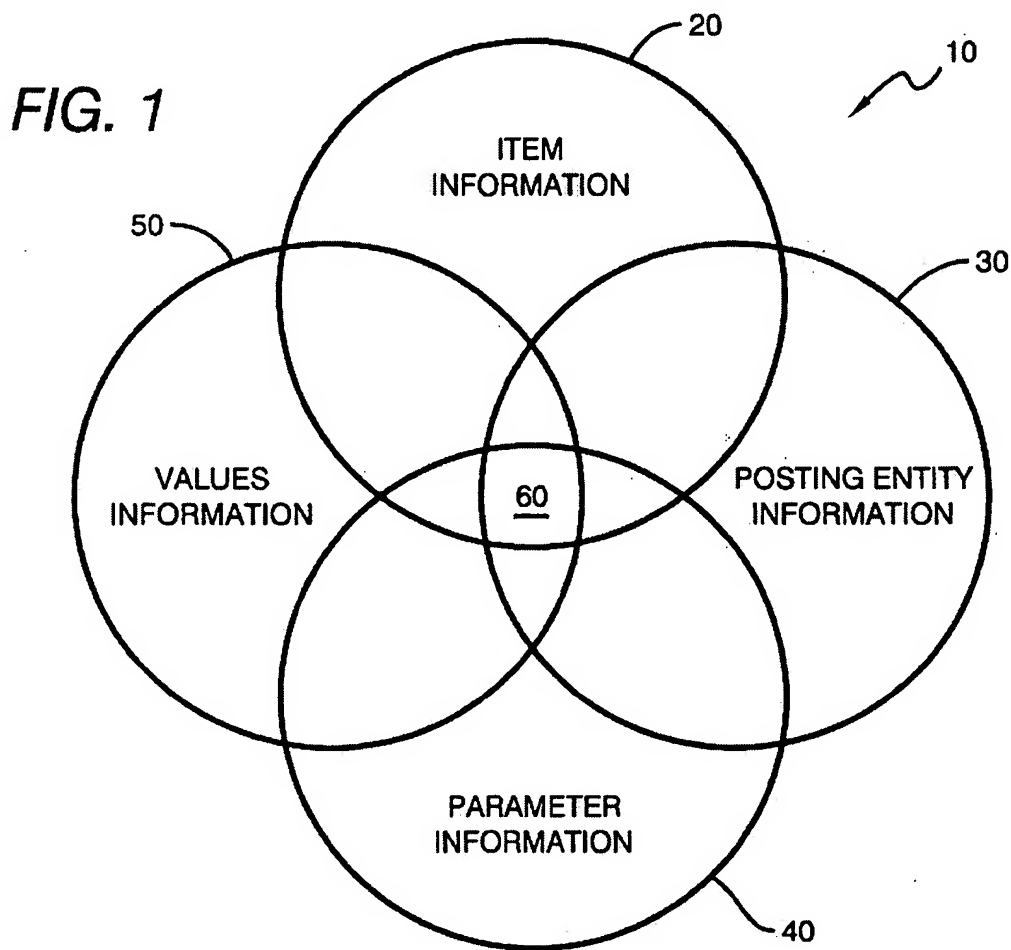 FIG. 1
20
10
ITEM
INFORMATION
50
30
VALUES
INFORMATION
60
POSTING ENTITY
INFORMATION
PARAMETER
INFORMATION
40